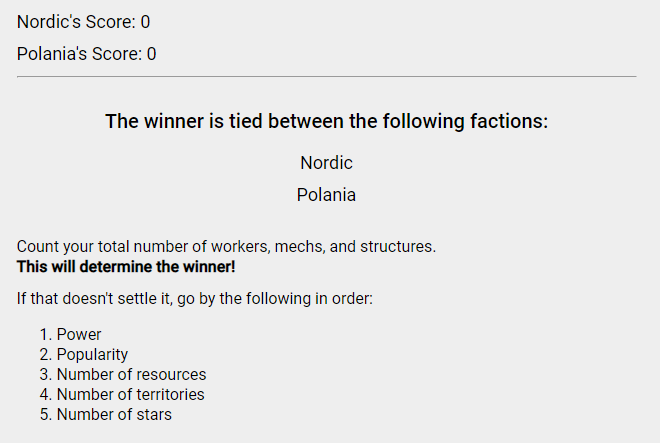 Nordic's Score: 0
Polania's Score: 0
The winner is tied between the following factions:
Nordic
Polania
Count your total number of workers, mechs, and structures.
This will determine the winner!
If that doesn't settle it, go by the following in order:
1. Power
2. Popularity
3. Number of resources
4. Number of territories
5. Number of stars